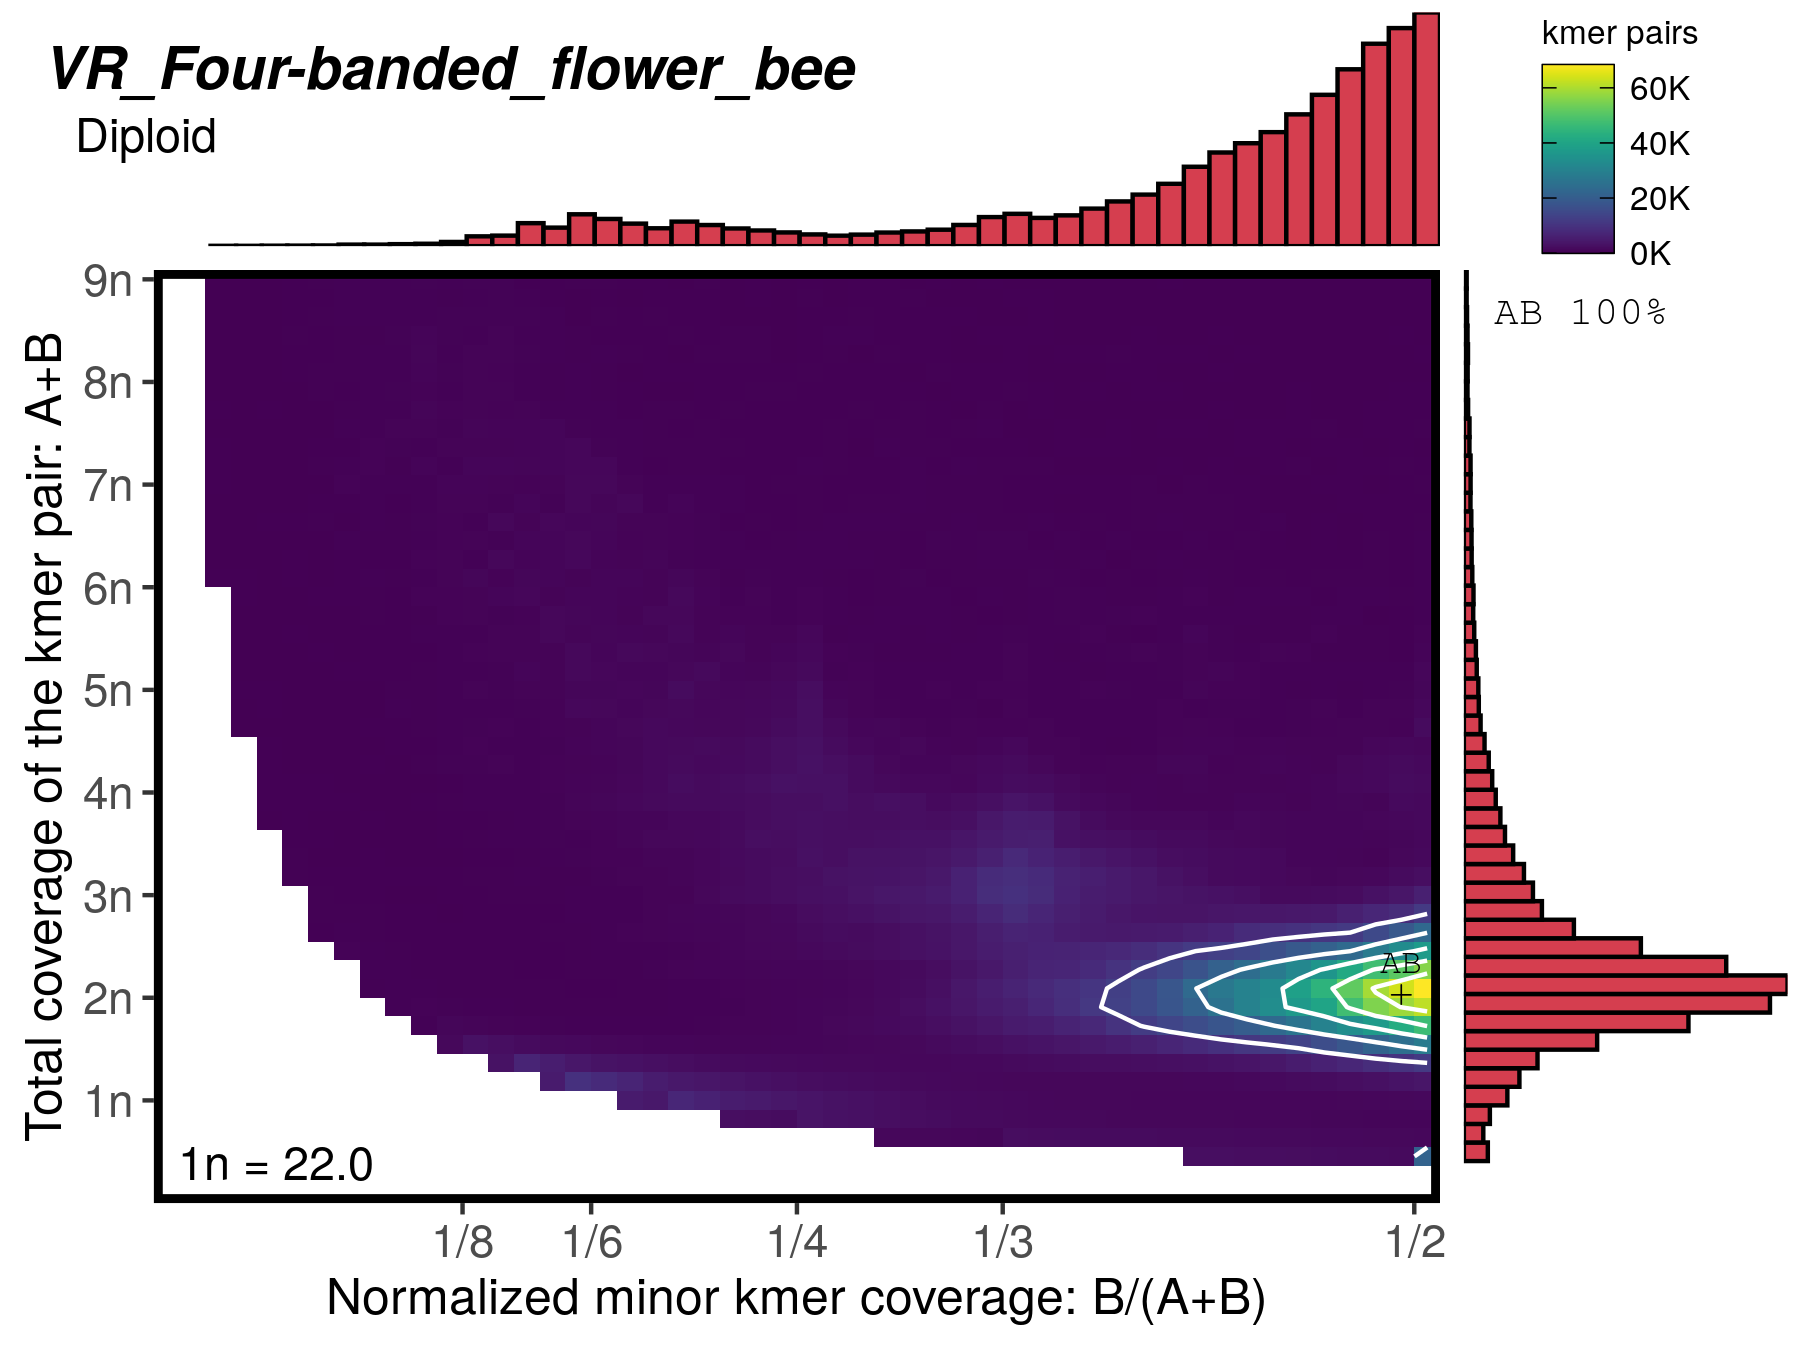 VR_Four-banded_flower_bee
Diploid
kmer pairs
60K
40K
20K
0K
AB 100%
Total coverage of the kmer pair: A+B
9n
8n
7n
6n
5n
4n
3n
2n
1n
AB
1n = 22.0
1/8 1/6 1/4 1/3 1/2
Normalized minor kmer coverage: B/(A+B)